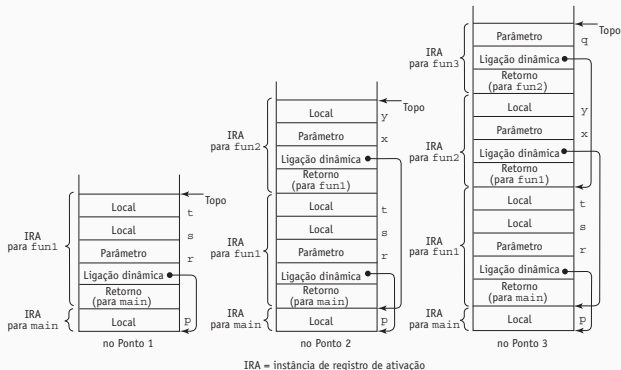 IRA
para fun1
Local
Local
Parâmetro
Ligação dinâmica
Retorno
(para main)
Topo
t
s
r
IRA
para main
Local
p
no Ponto 1
IRA
para fun2
Local
Parâmetro
Ligação dinâmica
Retorno
(para fun1)
Topo
y
x
IRA
para fun1
Local
Local
Parâmetro
Ligação dinâmica
Retorno
(para main)
t
s
r
IRA
para main
Local
p
no Ponto 2
IRA
para fun3
Parâmetro
Ligação dinâmica
Retorno
(para fun2)
Topo
q
IRA
para fun2
Local
Parâmetro
Ligação dinâmica
Retorno
(para fun1)
y
x
IRA
para fun1
Local
Local
Parâmetro
Ligação dinâmica
Retorno
(para main)
t
s
r
IRA
para main
Local
p
no Ponto 3
IRA = instância de registro de ativação